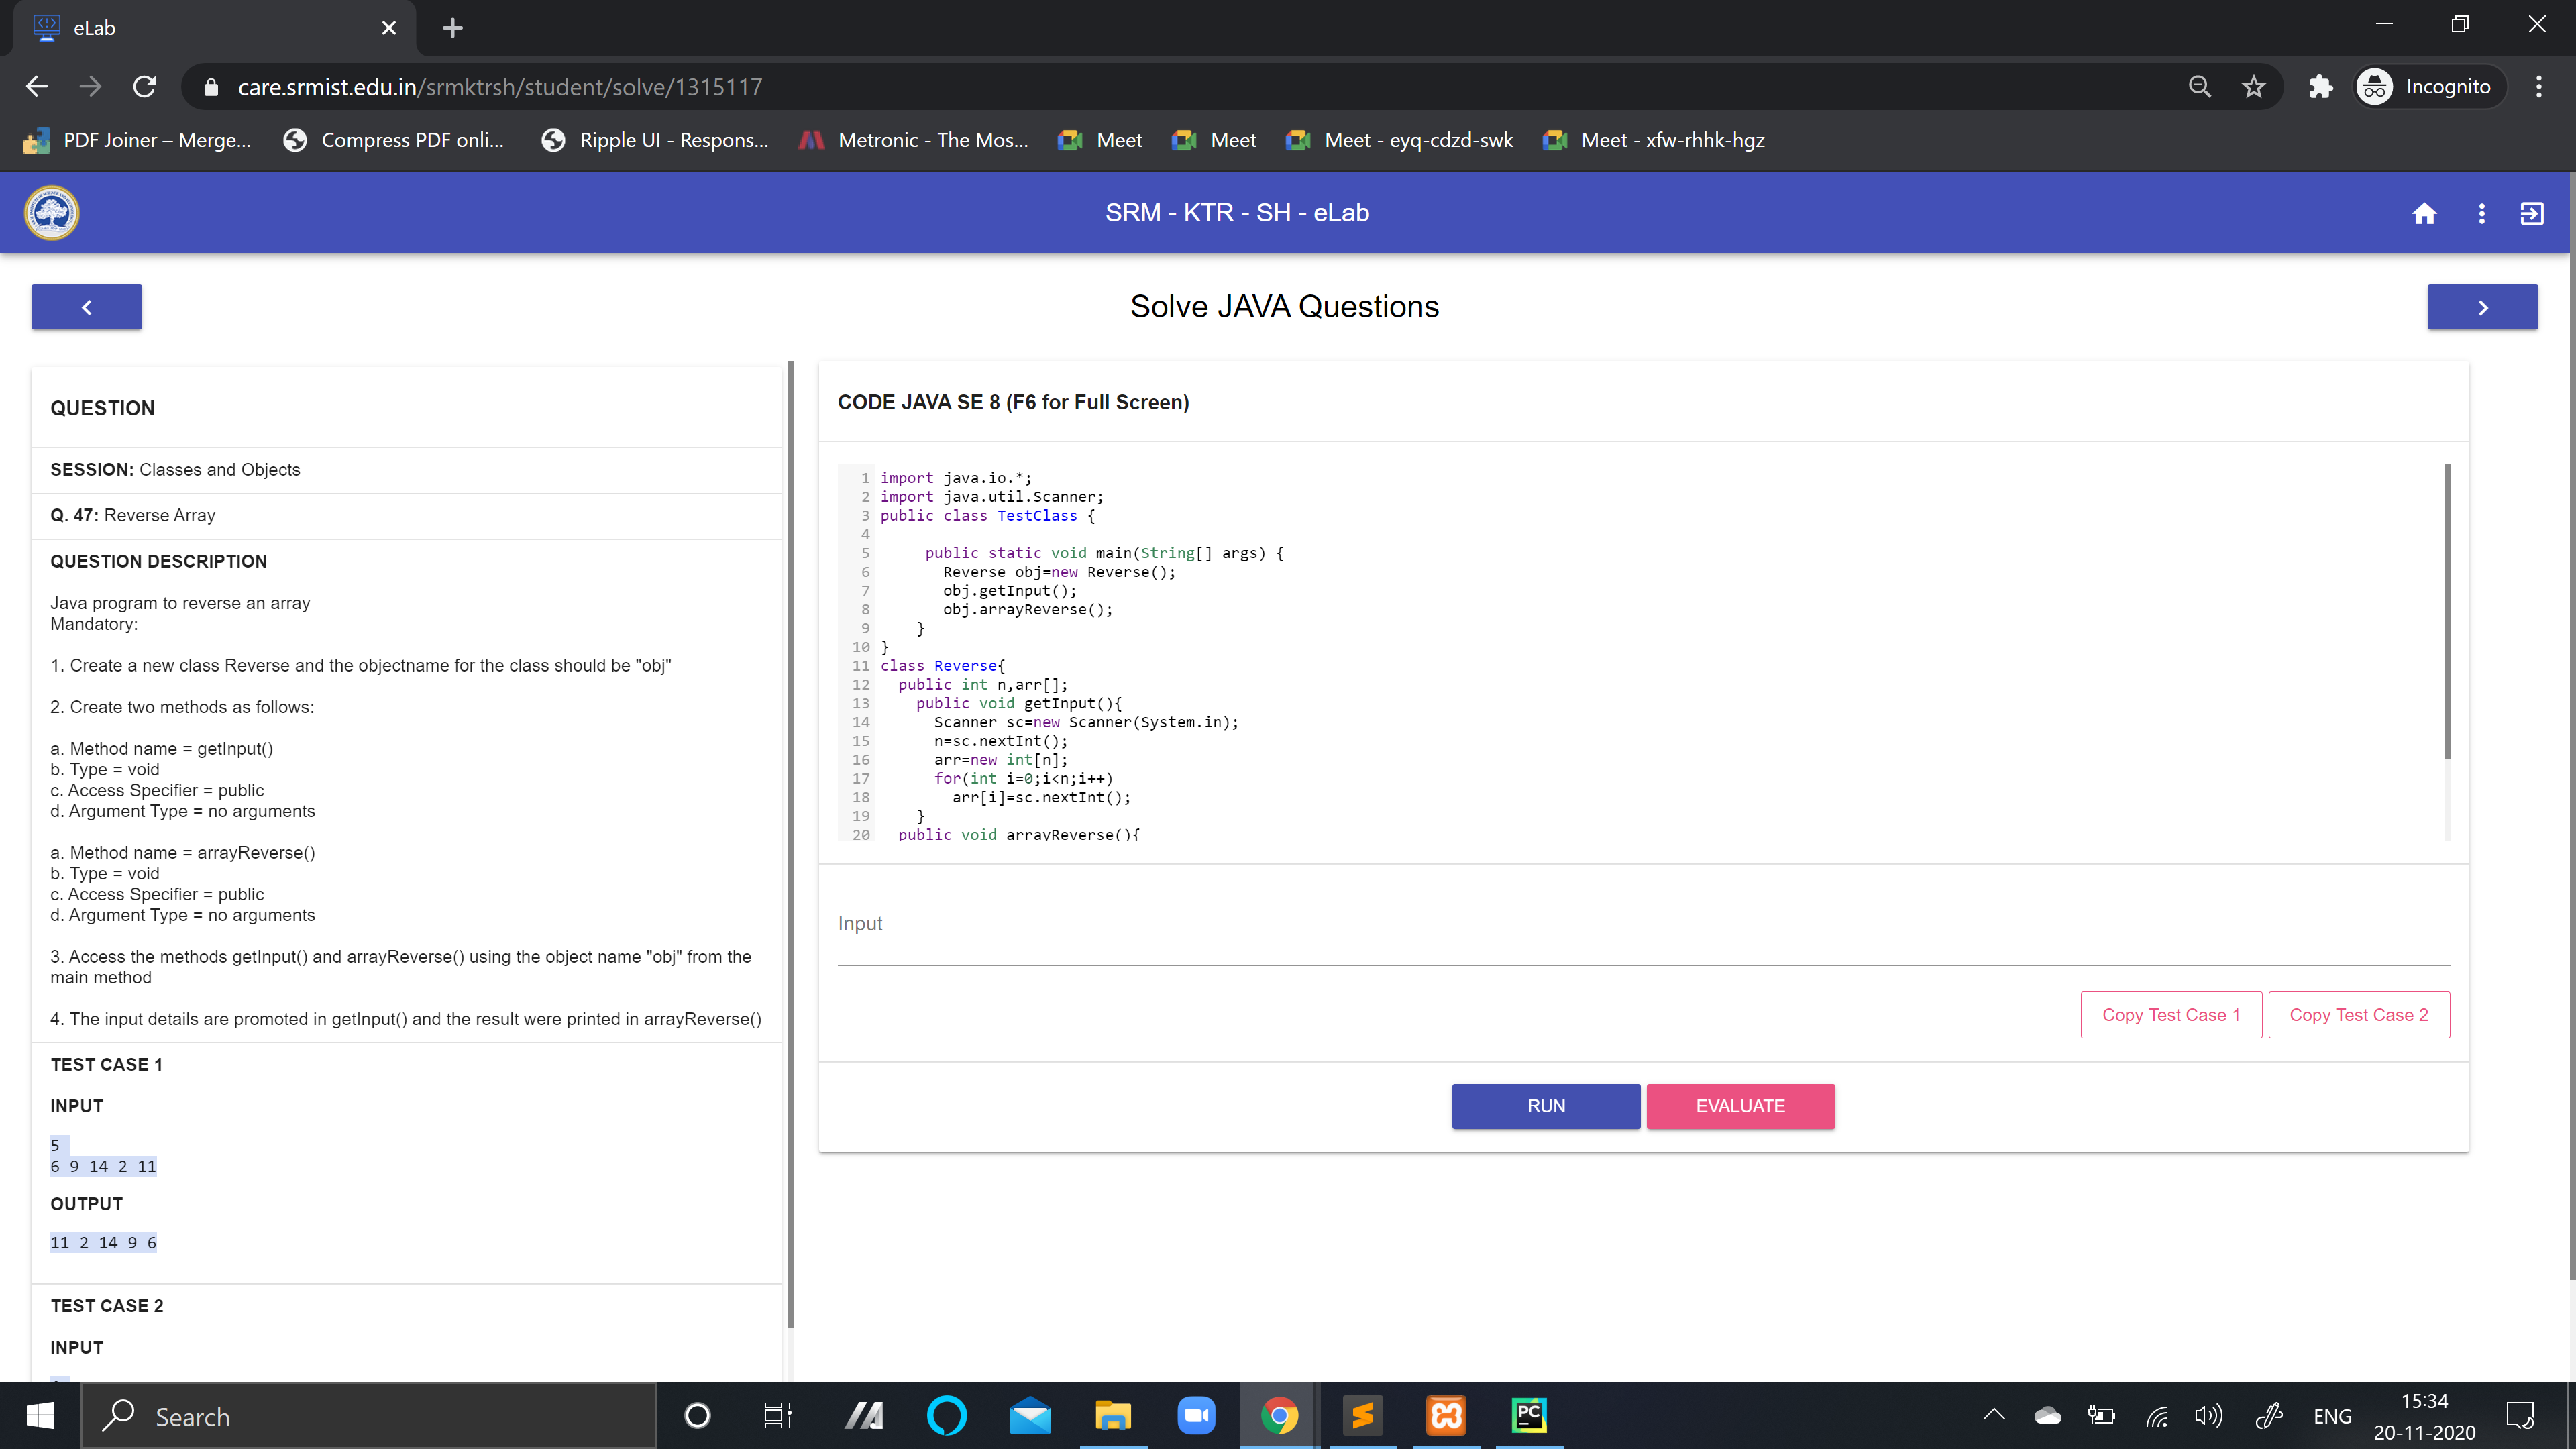 eLab
care.srmist.edu.in/srmktrsh/student/solve/1315117
Incognito
PDF Joiner – Merge...
Compress PDF onli...
Ripple UI - Respons...
Metronic - The Mos...
Meet
Meet
Meet - eyq-cdzd-swk
Meet - xfw-rhhk-hgz
SRM - KTR - SH - eLab
Solve JAVA Questions
QUESTION
SESSION: Classes and Objects
Q. 47: Reverse Array
QUESTION DESCRIPTION
Java program to reverse an array
Mandatory:
1. Create a new class Reverse and the objectname for the class should be "obj"
2. Create two methods as follows:
a. Method name = getInput()
b. Type = void
c. Access Specifier = public
d. Argument Type = no arguments
a. Method name = arrayReverse()
b. Type = void
c. Access Specifier = public
d. Argument Type = no arguments
3. Access the methods getInput() and arrayReverse() using the object name "obj" from the
main method
4. The input details are promoted in getInput() and the result were printed in arrayReverse()
TEST CASE 1
INPUT
5
6 9 14 2 11
OUTPUT
11 2 14 9 6
TEST CASE 2
INPUT
CODE JAVA SE 8 (F6 for Full Screen)
1 import java.io.*;
2 import java.util.Scanner;
3 public class TestClass {
4
5 public static void main(String[] args) {
6 Reverse obj=new Reverse();
7 obj.getInput();
8 obj.arrayReverse();
9 }
10 }
11 class Reverse{
12 public int n,arr[];
13 public void getInput(){
14 Scanner sc=new Scanner(System.in);
15 n=sc.nextInt();
16 arr=new int[n];
17 for(int i=0;i<n;i++)
18 arr[i]=sc.nextInt();
19 }
20 public void arrayReverse(){
Input
Copy Test Case 1
Copy Test Case 2
RUN
EVALUATE
Search
PC
ENG
15:34
20-11-2020